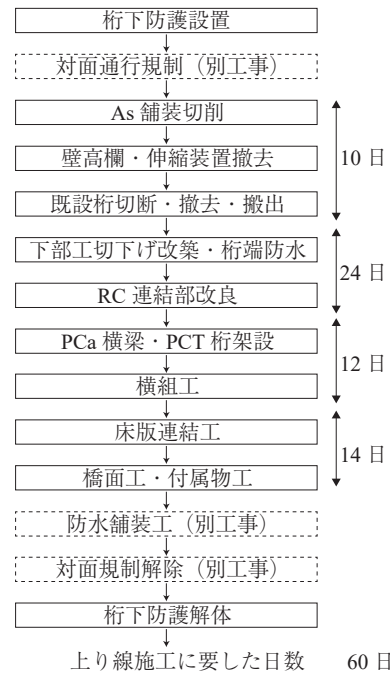 桁下防護設置
対面通行規制（別工事）
As 舗装切削
壁高欄・伸縮装置撤去
10 日
既設桁切断・撤去・搬出
下部工切下げ改築・桁端防水
24 日
RC 連結部改良
PCa 横梁・PCT 桁架設
12 日
横組工
床版連結工
14 日
橋面工・付属物工
防水舗装工（別工事）
対面規制解除（別工事）
桁下防護解体
上り線施工に要した日数 60 日